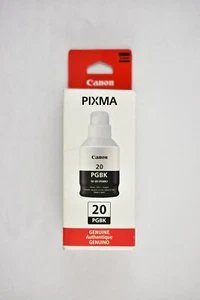 Canon
PIXMA
Canon
20
PGBK
20
PGBK
GENUINE
Authentique
GENUINO